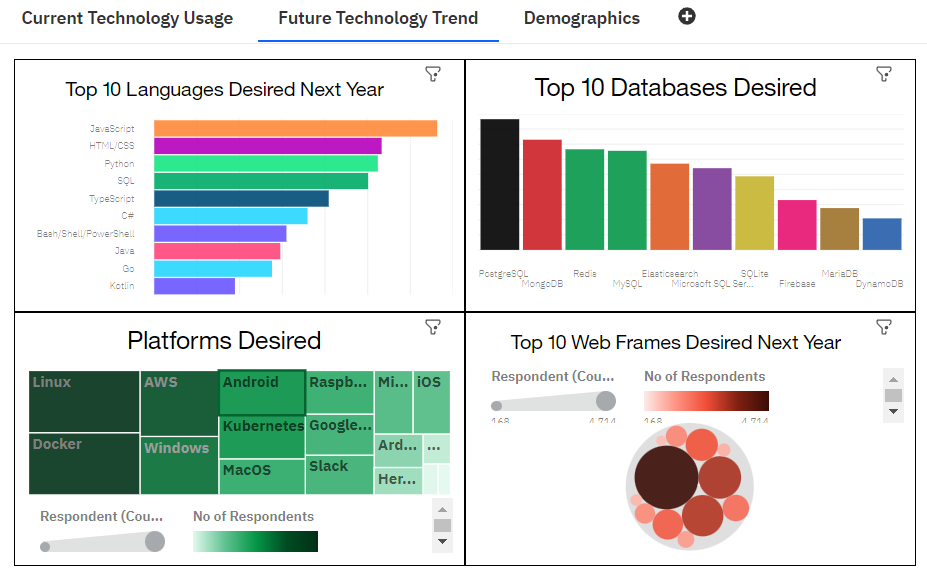 Current Technology Usage
Future Technology Trend
Demographics
Top 10 Languages Desired Next Year
JavaScript
HTML/CSS
Python
SQL
TypeScript
C#
Bash/Shell/PowerShell
Java
Go
Kotlin
Top 10 Databases Desired
PostgreSQL
MongoDB
Redis
MySQL
Elasticsearch
Microsoft SQL Ser...
SQLite
Firebase
MariaDB
DynamoDB
Platforms Desired
Linux
Docker
AWS
Windows
Android
Kubernetes
MacOS
Raspb...
Google...
Slack
Mi...
iOS
Ard...
...
Her...
Respondent (Cou...
No of Respondents
Top 10 Web Frames Desired Next Year
Respondent (Cou...
No of Respondents
168
4,714
168
4,714